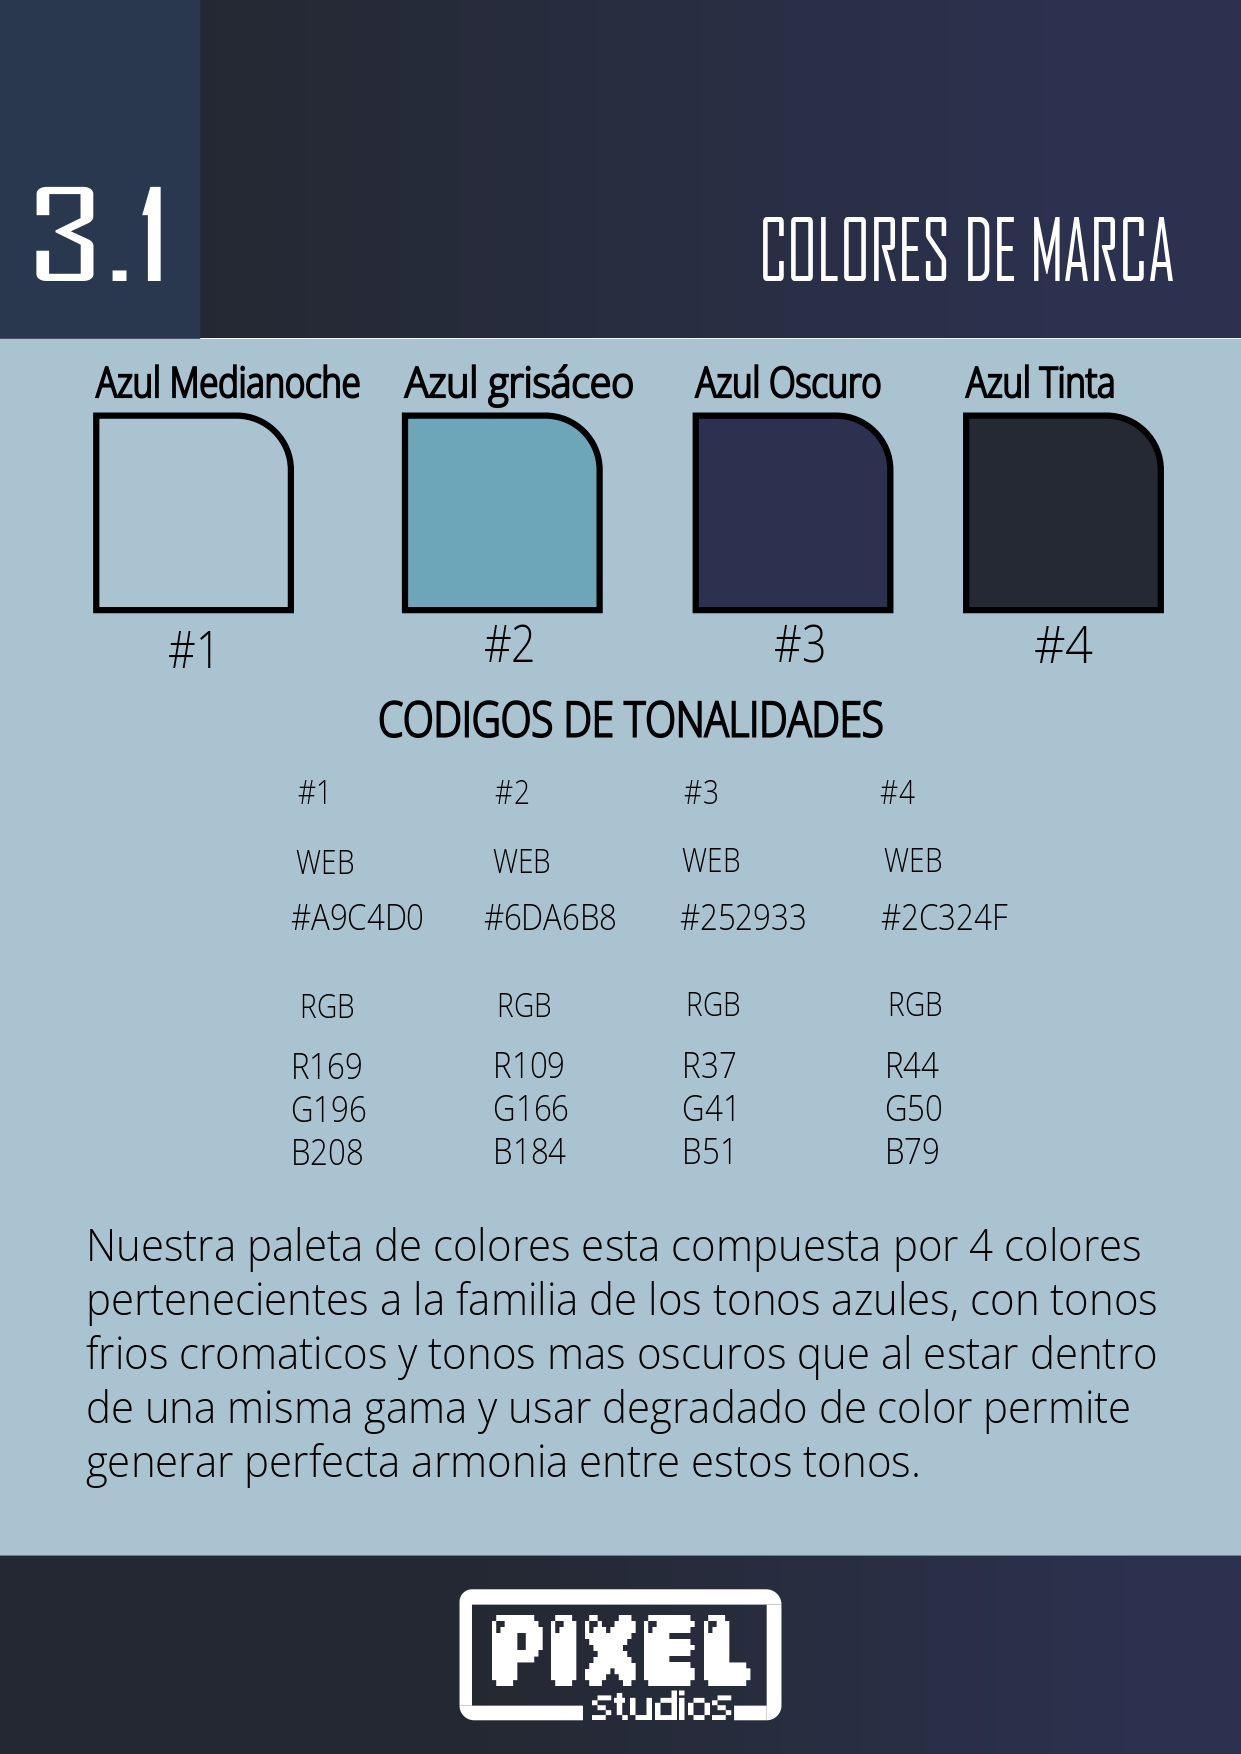 3.1
COLORES DE MARCA
Azul Medianoche Azul grisáceo Azul Oscuro Azul Tinta
#1 #2 #3 #4
CODIGOS DE TONALIDADES
#1 #2 #3 #4
WEB WEB WEB WEB
#A9C4D0 #6DA6B8 #252933 #2C324F
RGB RGB RGB RGB
R169 R109 R37 R44
G196 G166 G41 G50
B208 B184 B51 B79
Nuestra paleta de colores esta compuesta por 4 colores
pertenecientes a la familia de los tonos azules, con tonos
frios cromaticos y tonos mas oscuros que al estar dentro
de una misma gama y usar degradado de color permite
generar perfecta armonia entre estos tonos.
PIXEL
studios